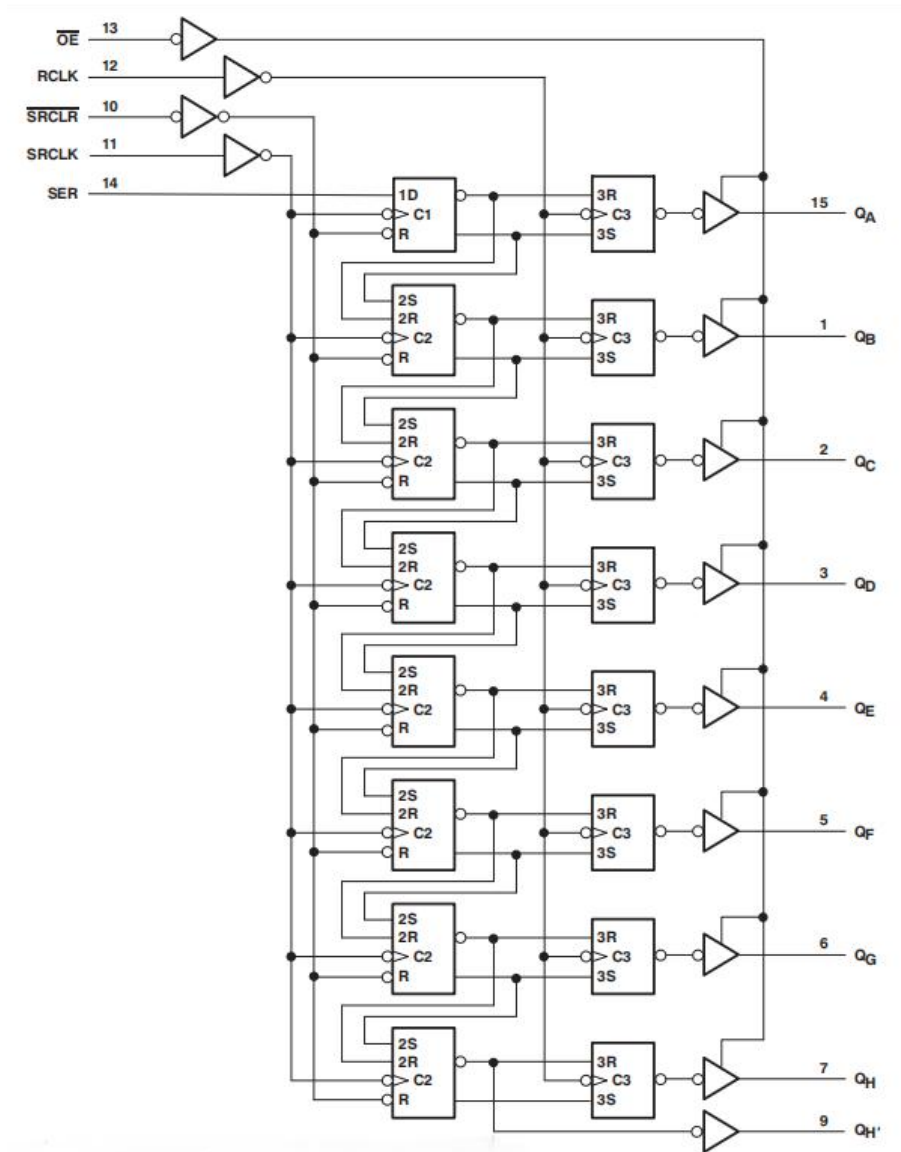 13
O̅E̅
12
RCLK
10
S̅R̅C̅L̅R̅
11
SRCLK
14
SER
1D 3R
C1 C3 15 QA
R 3S
2S
2R 3R
C2 C3 1 QB
R 3S
2S
2R 3R
C2 C3 2 QC
R 3S
2S
2R 3R
C2 C3 3 QD
R 3S
2S
2R 3R
C2 C3 4 QE
R 3S
2S
2R 3R
C2 C3 5 QF
R 3S
2S
2R 3R
C2 C3 6 QG
R 3S
2S
2R 3R
C2 C3 7 QH
R 3S
9 QH'